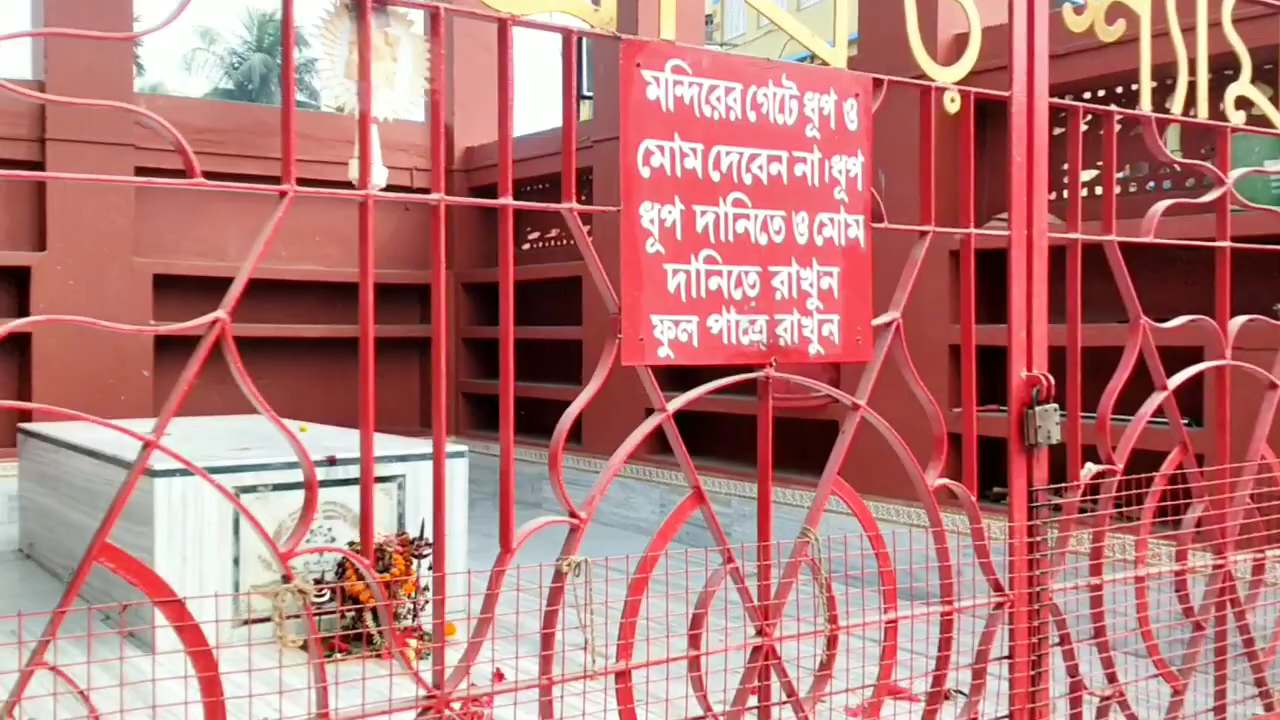 মন্দিরের গেটে ধূপ ও
মোম দেবেন না। ধূপ
ধূপ দানিতে ও মোম
দানিতে রাখুন
ফুল পাত্রে রাখুন